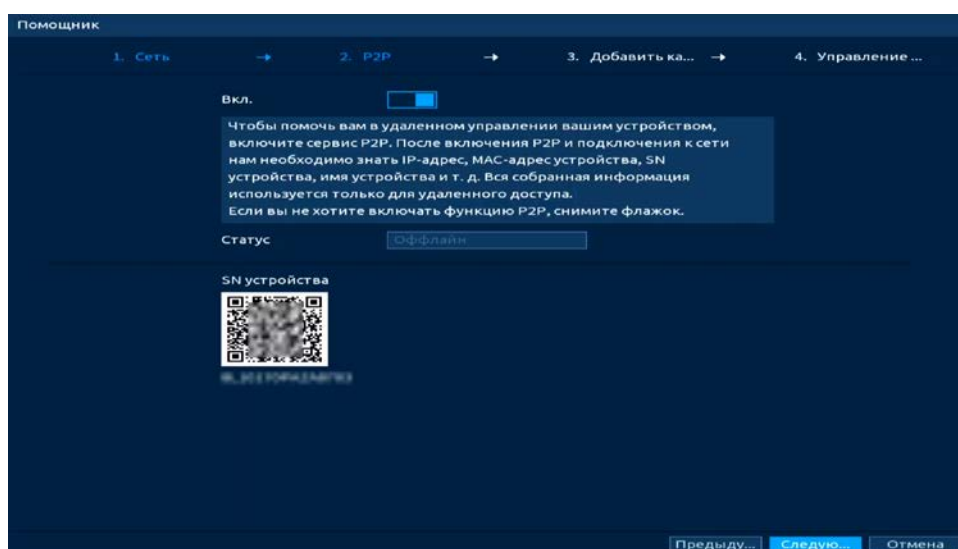 Помощник
1. Сеть → 2. P2P → 3. Добавить ка... → 4. Управление ...
Вкл.
Чтобы помочь вам в удаленном управлении вашим устройством,
включите сервис P2P. После включения P2P и подключения к сети
нам необходимо знать IP-адрес, MAC-адрес устройства, SN
устройства, имя устройства и т. д. Вся собранная информация
используется только для удаленного доступа.
Если вы не хотите включать функцию P2P, снимите флажок.
Статус Оффлайн
SN устройства
Предыду... Следую... Отмена